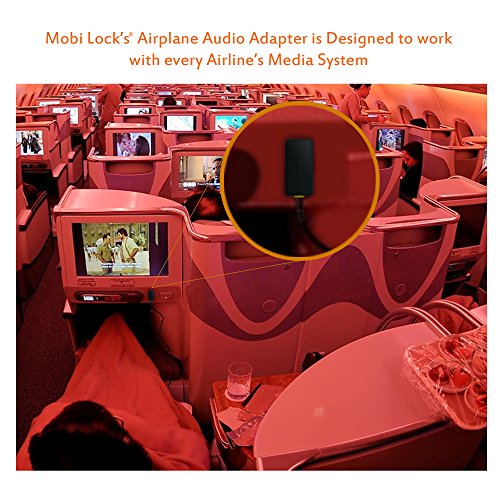 Mobi Lock's® Airplane Audio Adapter is Designed to work
with every Airline's Media System